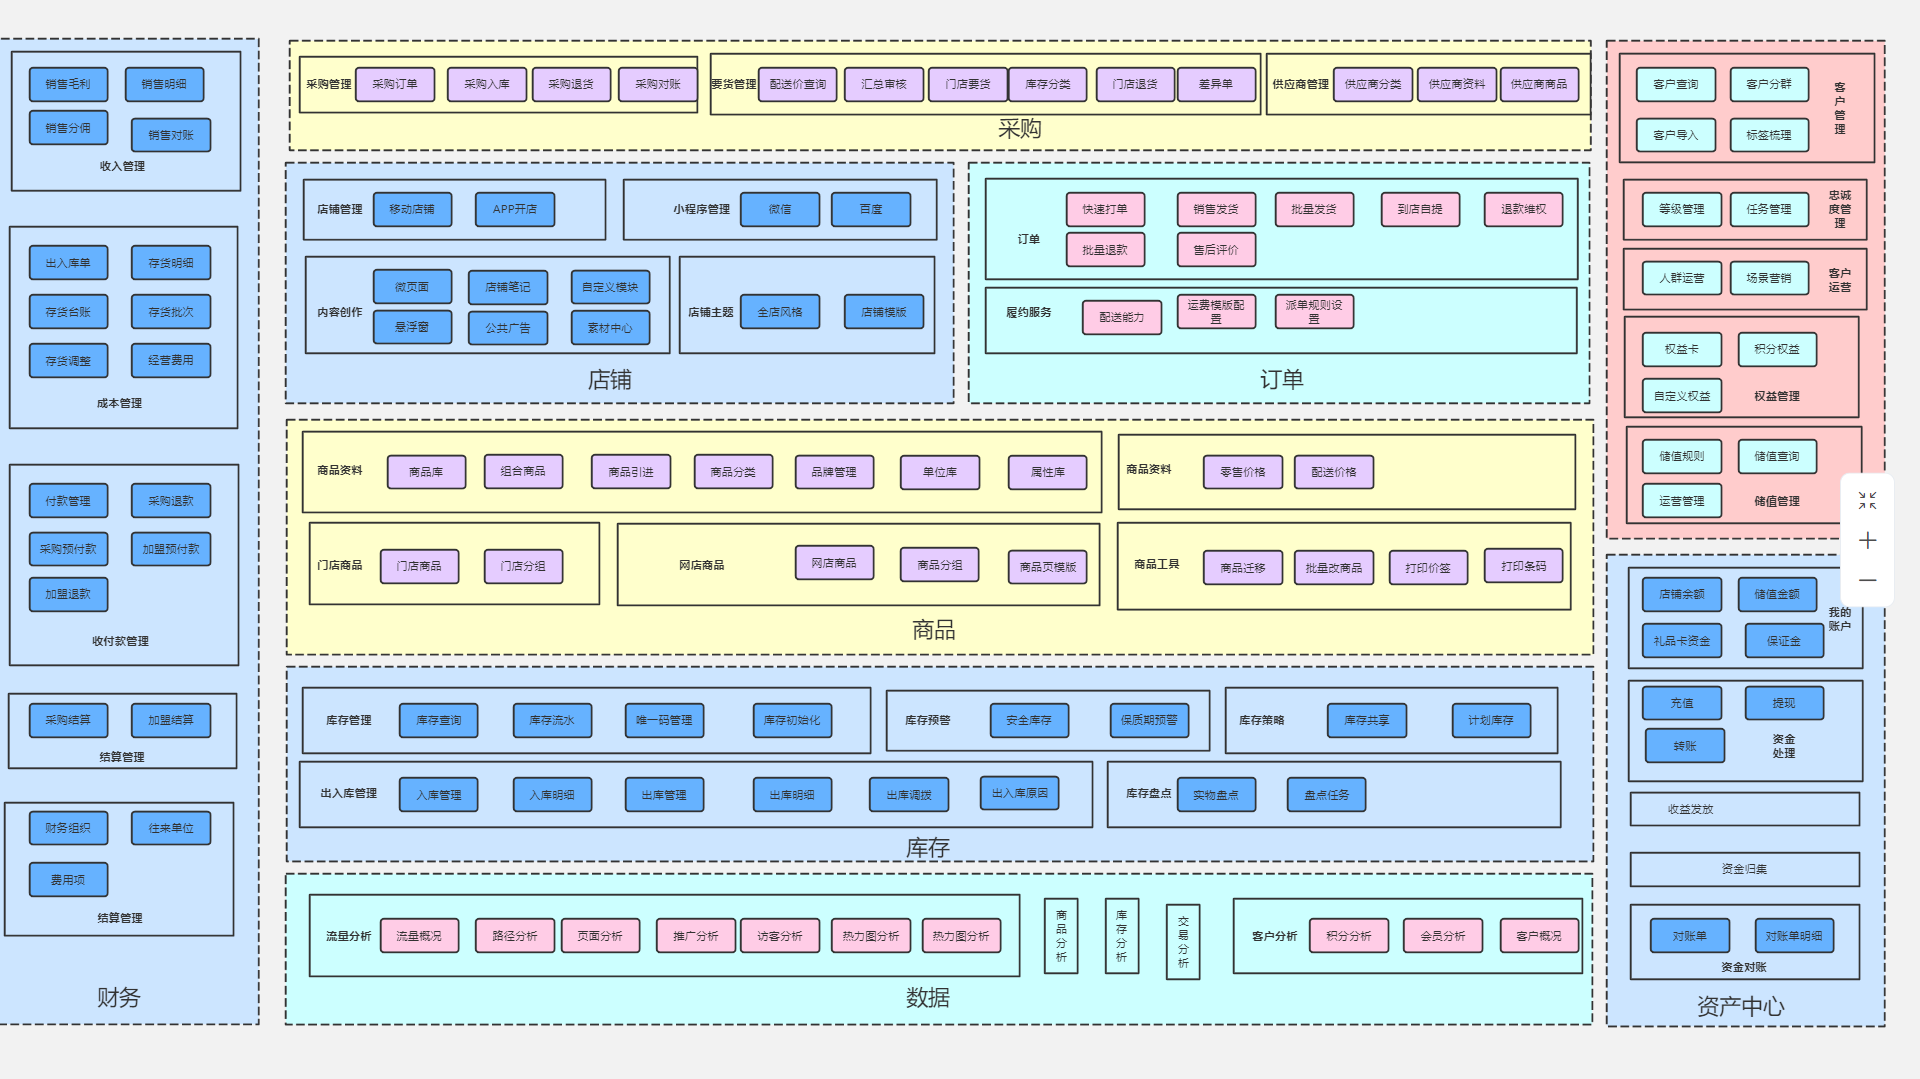 销售毛利
销售明细
销售分佣
销售对账
收入管理
出入库单
存货明细
存货台账
存货批次
存货调整
经营费用
成本管理
付款管理
采购退款
采购预付款
加盟预付款
加盟退款
收付款管理
采购结算
加盟结算
结算管理
财务组织
往来单位
费用项
结算管理
财务
采购管理
采购订单
采购入库
采购退货
采购对账
要货管理
配送价查询
汇总审核
门店要货
库存分类
门店退货
差异单
供应商管理
供应商分类
供应商资料
供应商商品
采购
店铺管理
移动店铺
APP开店
小程序管理
微信
百度
内容创作
微页面
店铺笔记
自定义模块
悬浮窗
公共广告
素材中心
店铺主题
全店风格
店铺模版
店铺
订单
快速打单
销售发货
批量发货
到店自提
退款维权
批量退款
售后评价
履约服务
配送能力
运费模版配
置
派单规则设
置
订单
商品资料
商品库
组合商品
商品引进
商品分类
品牌管理
单位库
属性库
商品资料
零售价格
配送价格
门店商品
门店商品
门店分组
网店商品
网店商品
商品分组
商品页模版
商品工具
商品迁移
批量改商品
打印价签
打印条码
商品
库存管理
库存查询
库存流水
唯一码管理
库存初始化
库存预警
安全库存
保质期预警
库存策略
库存共享
计划库存
出入库管理
入库管理
入库明细
出库管理
出库明细
出库调拨
出入库原因
库存盘点
实物盘点
盘点任务
库存
流量分析
流量概况
路径分析
页面分析
推广分析
访客分析
热力图分析
热力图分析
商
品
分
析
库
存
分
析
交
易
分
析
客户分析
积分分析
会员分析
客户概况
数据
客户查询
客户分群
客户导入
标签梳理
客
户
管
理
等级管理
任务管理
忠诚
度管
理
人群运营
场景营销
客户
运营
权益卡
积分权益
自定义权益
权益管理
储值规则
储值查询
运营管理
储值管理
店铺余额
储值金额
礼品卡资金
保证金
我的
账户
充值
提现
转账
资金
处理
收益发放
资金归集
对账单
对账单明细
资金对账
资产中心